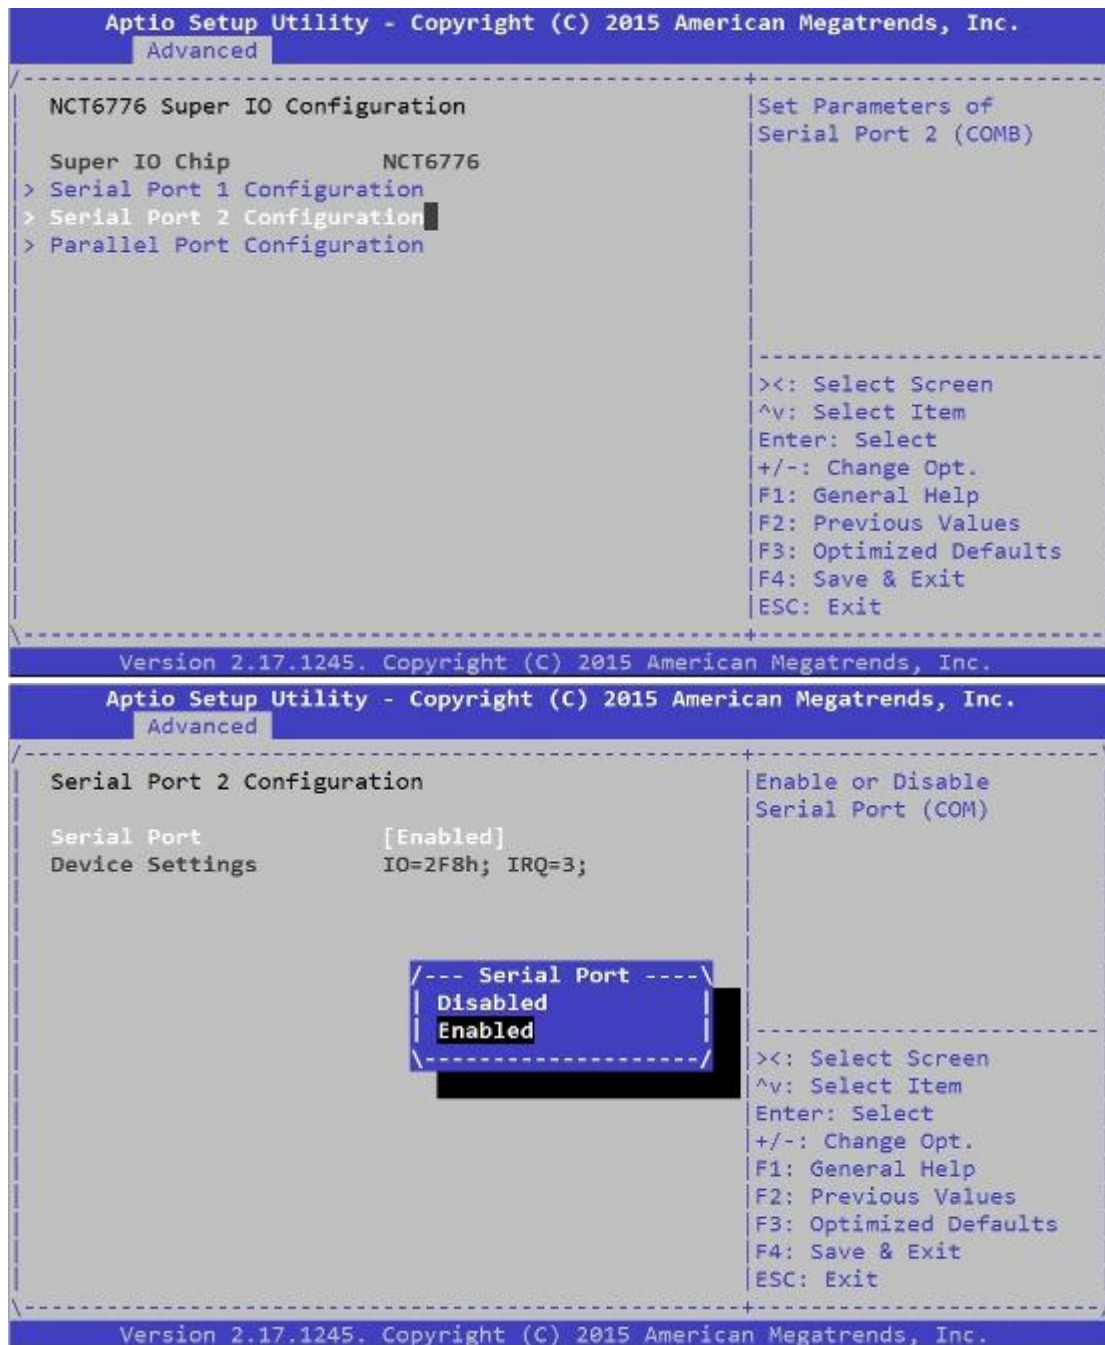 Aptio Setup Utility - Copyright (C) 2015 American Megatrends, Inc.
Advanced
NCT6776 Super IO Configuration
Super IO Chip NCT6776
> Serial Port 1 Configuration
> Serial Port 2 Configuration
> Parallel Port Configuration
Set Parameters of
Serial Port 2 (COMB)
><: Select Screen
^v: Select Item
Enter: Select
+/-: Change Opt.
F1: General Help
F2: Previous Values
F3: Optimized Defaults
F4: Save & Exit
ESC: Exit
Version 2.17.1245. Copyright (C) 2015 American Megatrends, Inc.
Aptio Setup Utility - Copyright (C) 2015 American Megatrends, Inc.
Advanced
Serial Port 2 Configuration
Serial Port [Enabled]
Device Settings IO=2F8h; IRQ=3;
/--- Serial Port ----\
Disabled
Enabled
Enable or Disable
Serial Port (COM)
><: Select Screen
^v: Select Item
Enter: Select
+/-: Change Opt.
F1: General Help
F2: Previous Values
F3: Optimized Defaults
F4: Save & Exit
ESC: Exit
Version 2.17.1245. Copyright (C) 2015 American Megatrends, Inc.